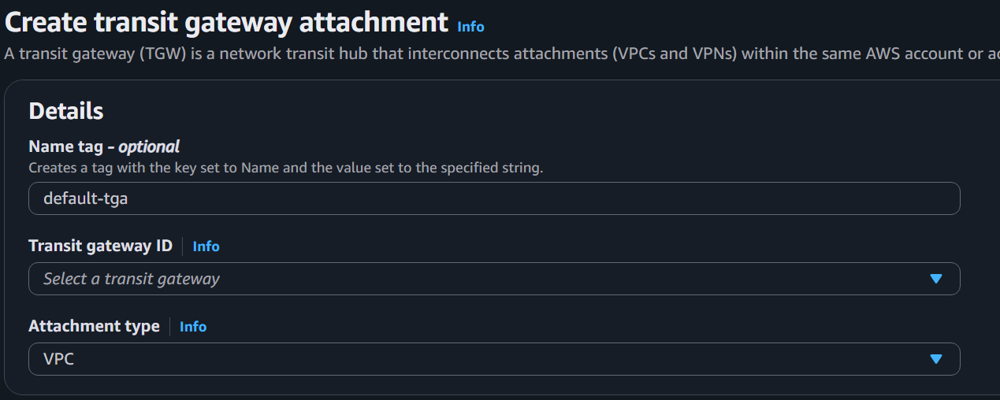 Create transit gateway attachment Info
A transit gateway (TGW) is a network transit hub that interconnects attachments (VPCs and VPNs) within the same AWS account or
Details
Name tag - optional
Creates a tag with the key set to Name and the value set to the specified string.
default-tga
Transit gateway ID Info
Select a transit gateway
Attachment type Info
VPC